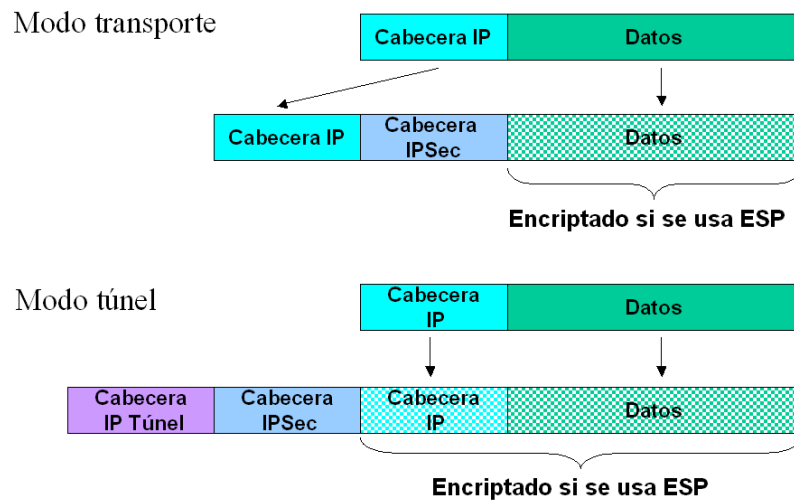 Modo transporte
Cabecera IP
Datos
Cabecera IP
Cabecera
IPSec
Datos
Encriptado si se usa ESP
Modo túnel
Cabecera
IP
Datos
Cabecera
IP Túnel
Cabecera
IPSec
Cabecera
IP
Datos
Encriptado si se usa ESP